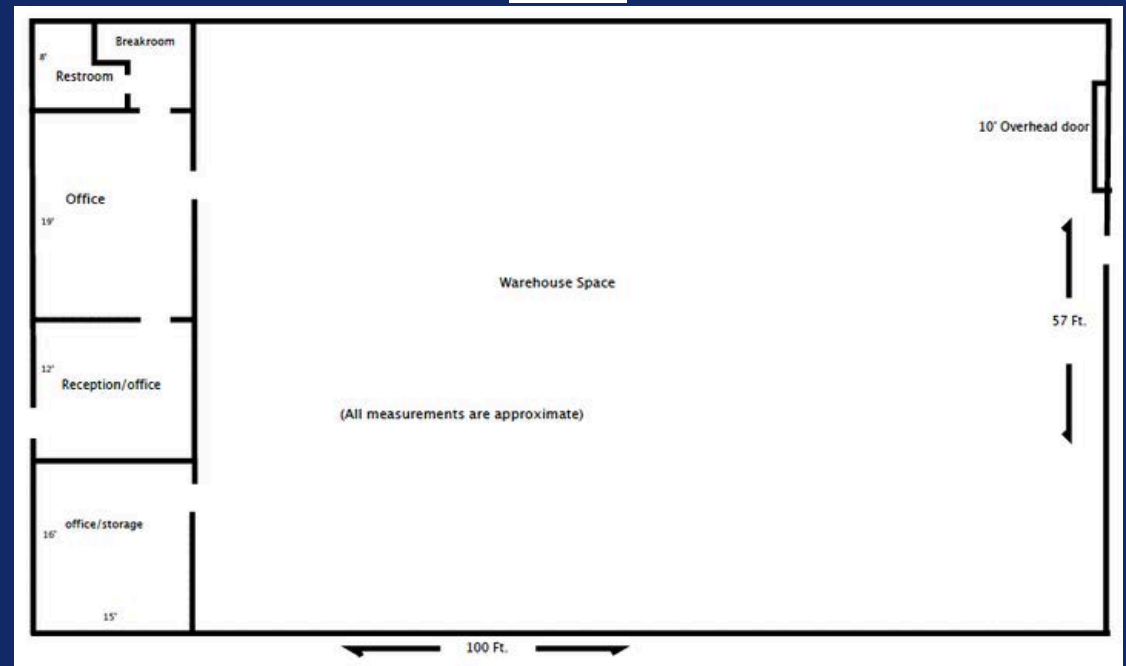 Breakroom
8'
Restroom
10' Overhead door
Office
19'
Warehouse Space
57 Ft.
12'
Reception/office
(All measurements are approximate)
office/storage
16'
15'
100 Ft.